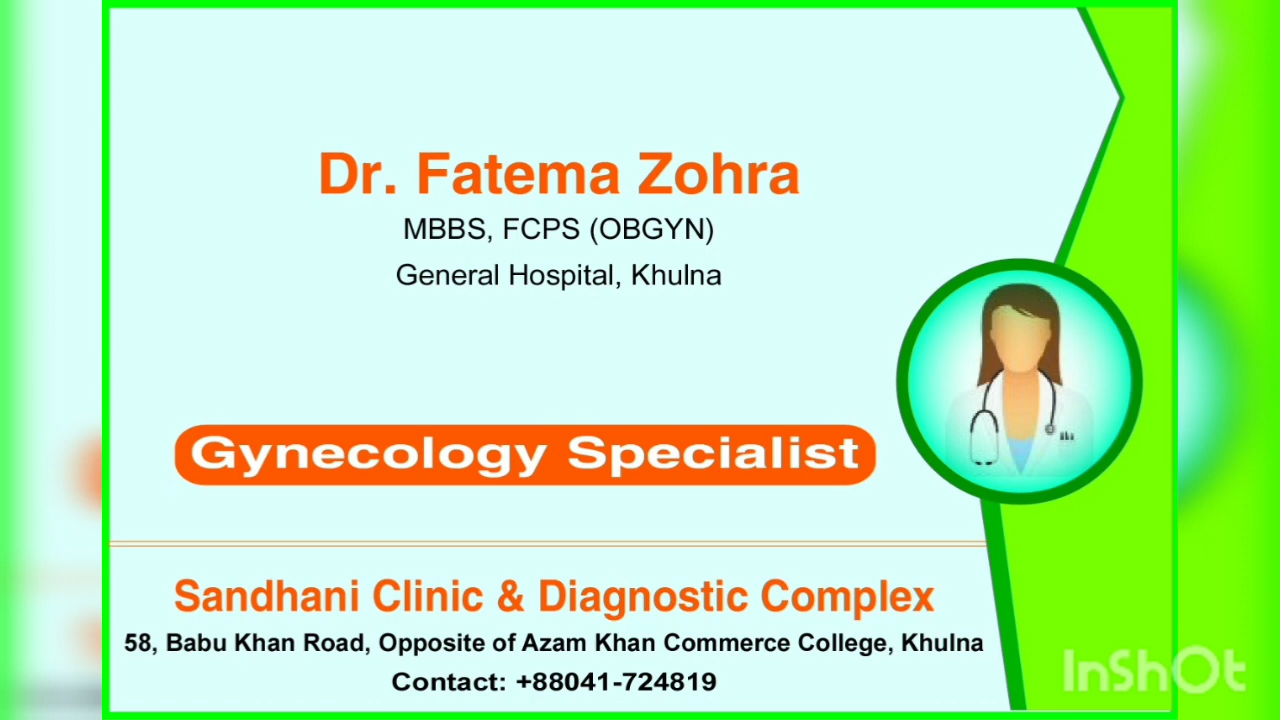 Dr. Fatema Zohra
MBBS, FCPS (OBGYN)
General Hospital, Khulna
Gynecology Specialist
Sandhani Clinic & Diagnostic Complex
58, Babu Khan Road, Opposite of Azam Khan Commerce College, Khulna
Contact: +88041-724819
InShOt